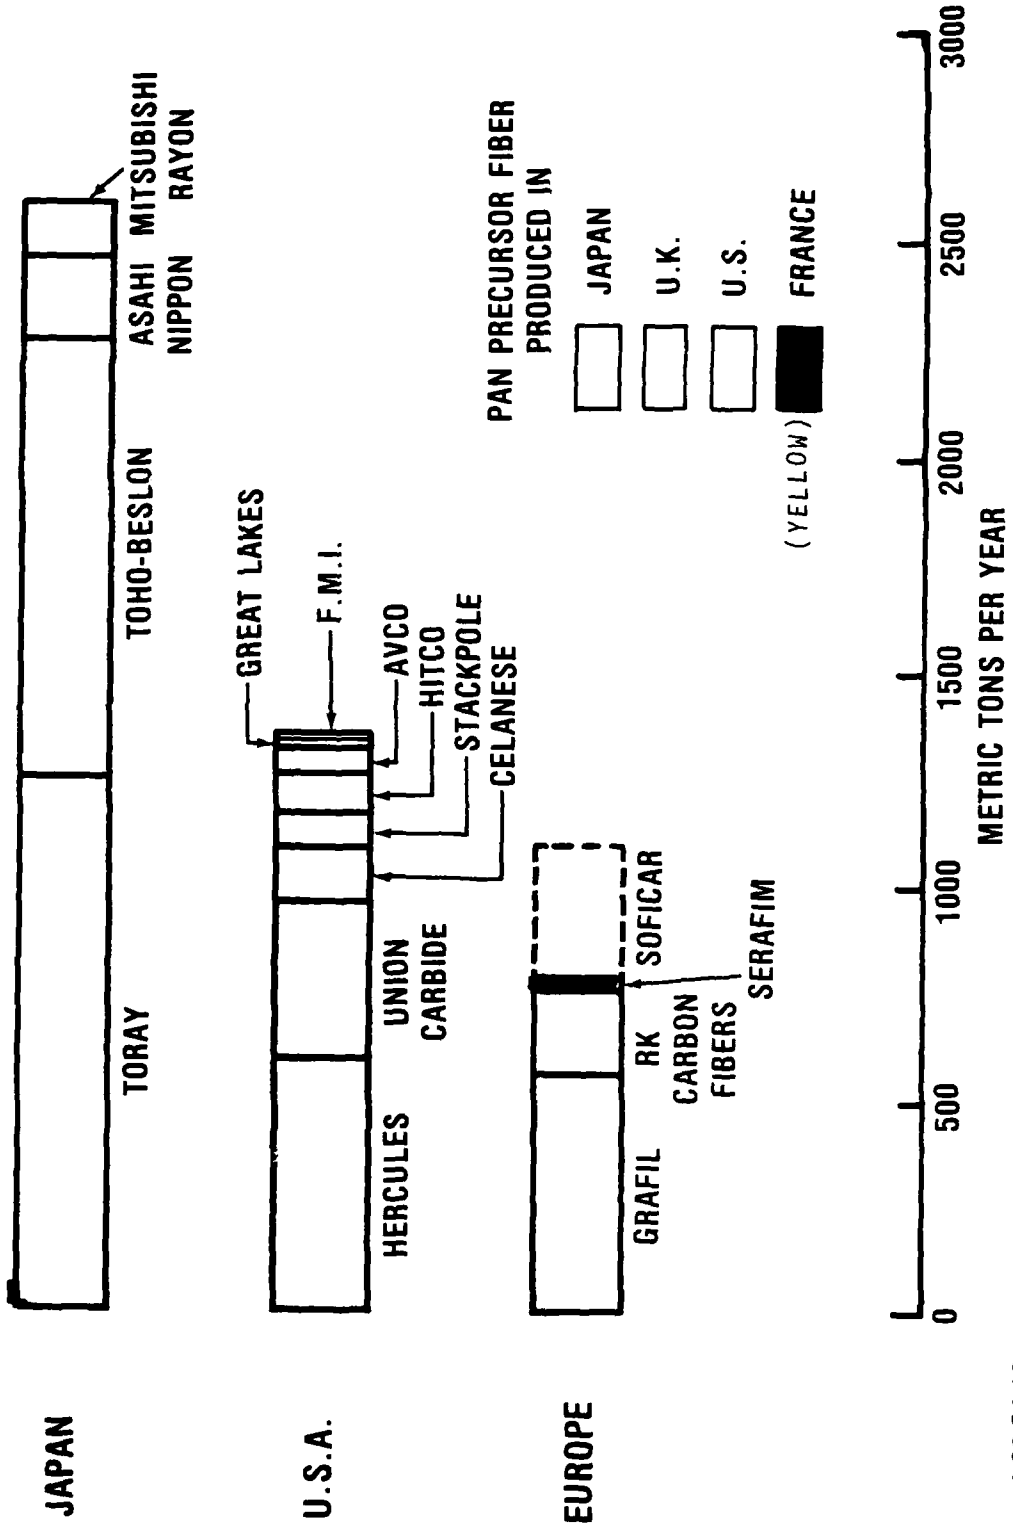 JAPAN
TORAY
TOHO-BESLON
ASAHI
NIPPON
MITSUBISHI
RAYON
U.S.A.
HERCULES
UNION
CARBIDE
GREAT LAKES
F.M.I.
AVCO
HITCO
STACKPOLE
CELANESE
EUROPE
GRAFIL
RK
CARBON
FIBERS
SOFICAR
SERAFIM
PAN PRECURSOR FIBER
PRODUCED IN
JAPAN
U.K.
U.S.
(YELLOW) FRANCE
0 500 1000 1500 2000 2500 3000
METRIC TONS PER YEAR